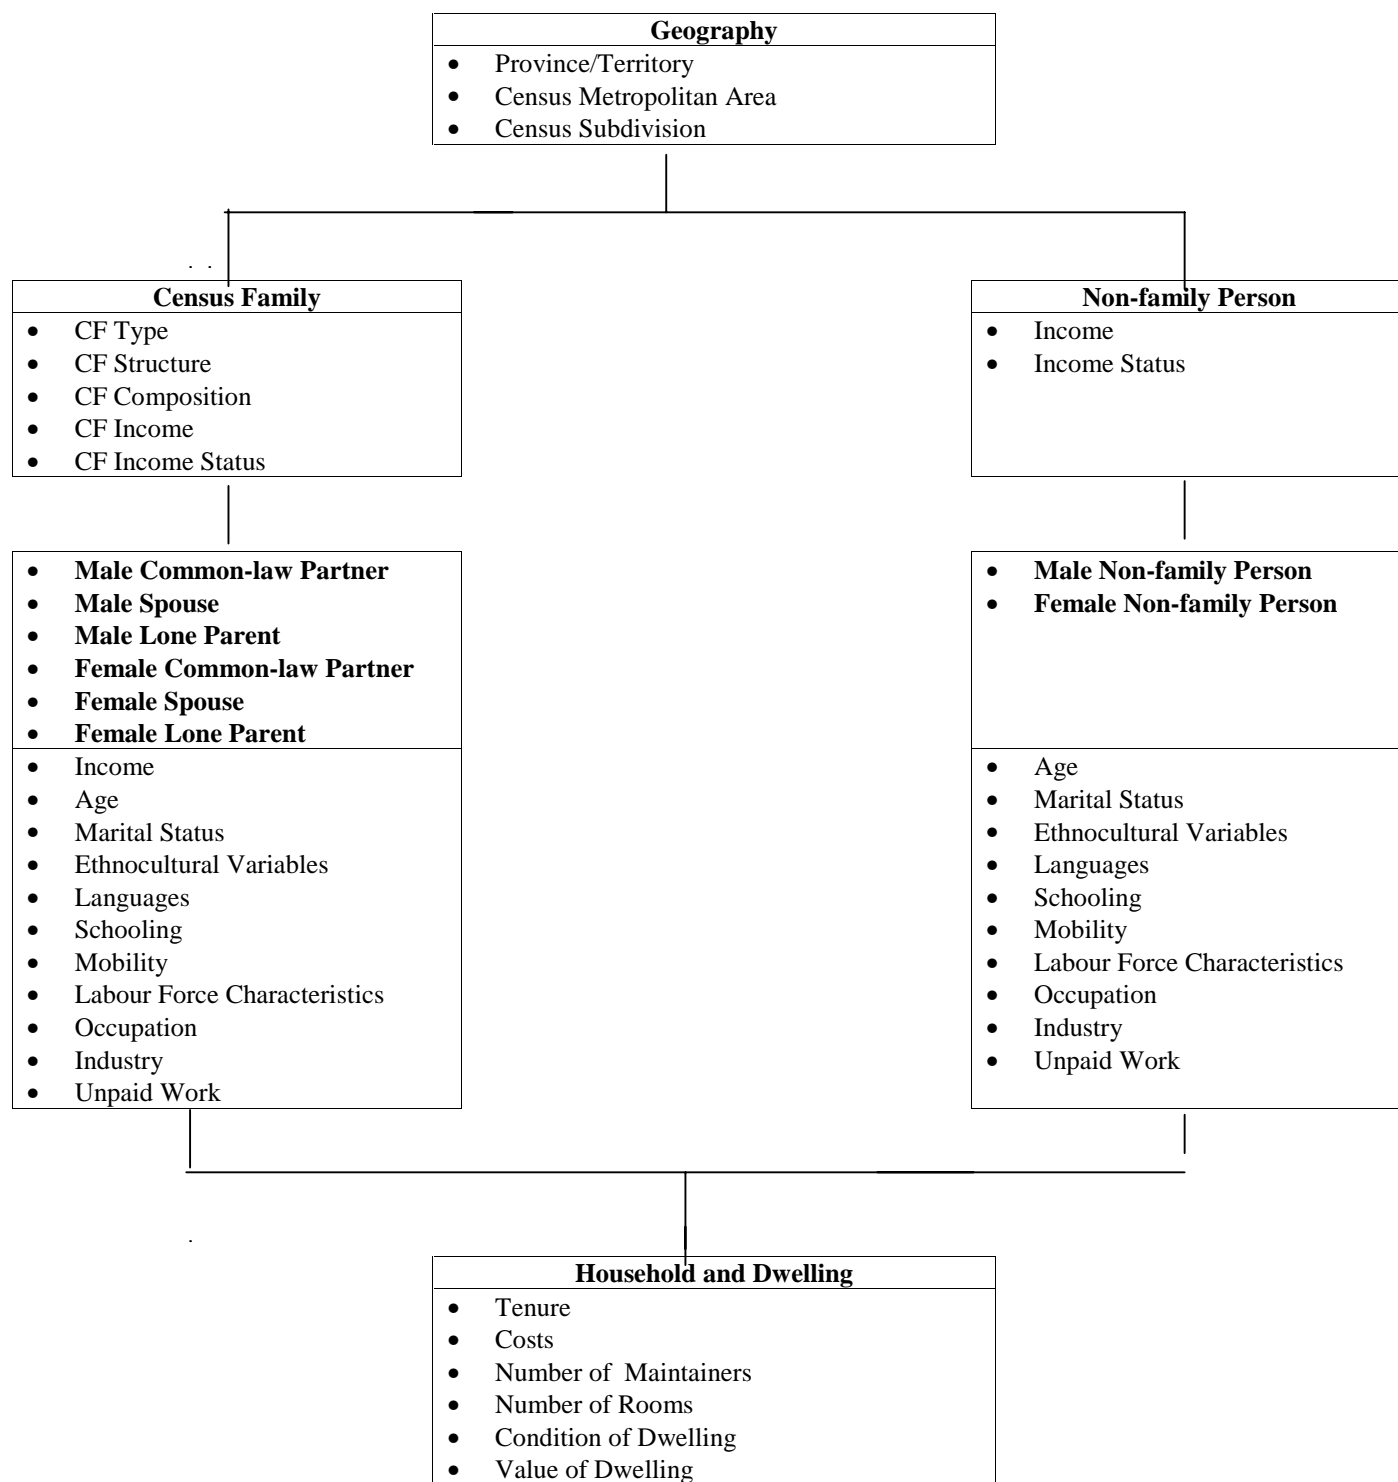 Geography
• Province/Territory
• Census Metropolitan Area
• Census Subdivision
Census Family
• CF Type
• CF Structure
• CF Composition
• CF Income
• CF Income Status
Non-family Person
• Income
• Income Status
• Male Common-law Partner
• Male Spouse
• Male Lone Parent
• Female Common-law Partner
• Female Spouse
• Female Lone Parent
• Income
• Age
• Marital Status
• Ethnocultural Variables
• Languages
• Schooling
• Mobility
• Labour Force Characteristics
• Occupation
• Industry
• Unpaid Work
• Male Non-family Person
• Female Non-family Person
• Age
• Marital Status
• Ethnocultural Variables
• Languages
• Schooling
• Mobility
• Labour Force Characteristics
• Occupation
• Industry
• Unpaid Work
Household and Dwelling
• Tenure
• Costs
• Number of Maintainers
• Number of Rooms
• Condition of Dwelling
• Value of Dwelling